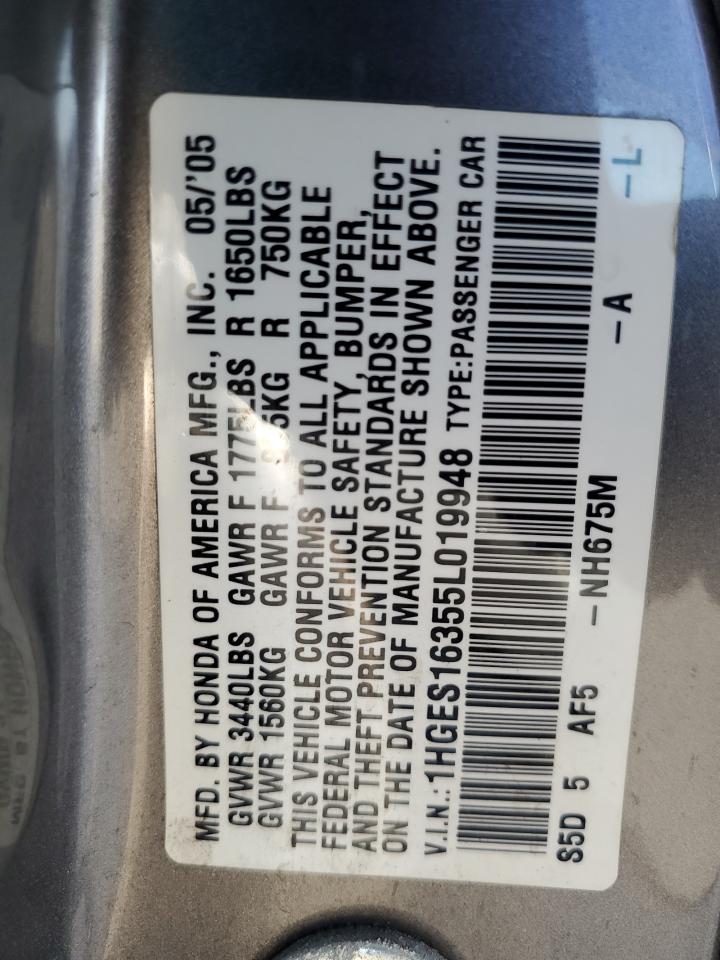 MFD. BY HONDA OF AMERICA MFG., INC. 05/'05
GVWR 3440LBS GAWR F 1775LBS R 1650LBS
GVWR 1560KG GAWR F R 750KG
THIS VEHICLE CONFORMS TO ALL APPLICABLE
FEDERAL MOTOR VEHICLE SAFETY, BUMPER,
AND THEFT PREVENTION STANDARDS IN EFFECT
ON THE DATE OF MANUFACTURE SHOWN ABOVE.
V.I.N.:1HGES16355L019948 TYPE:PASSENGER CAR
S5D 5 AF5 –NH675M –A –L